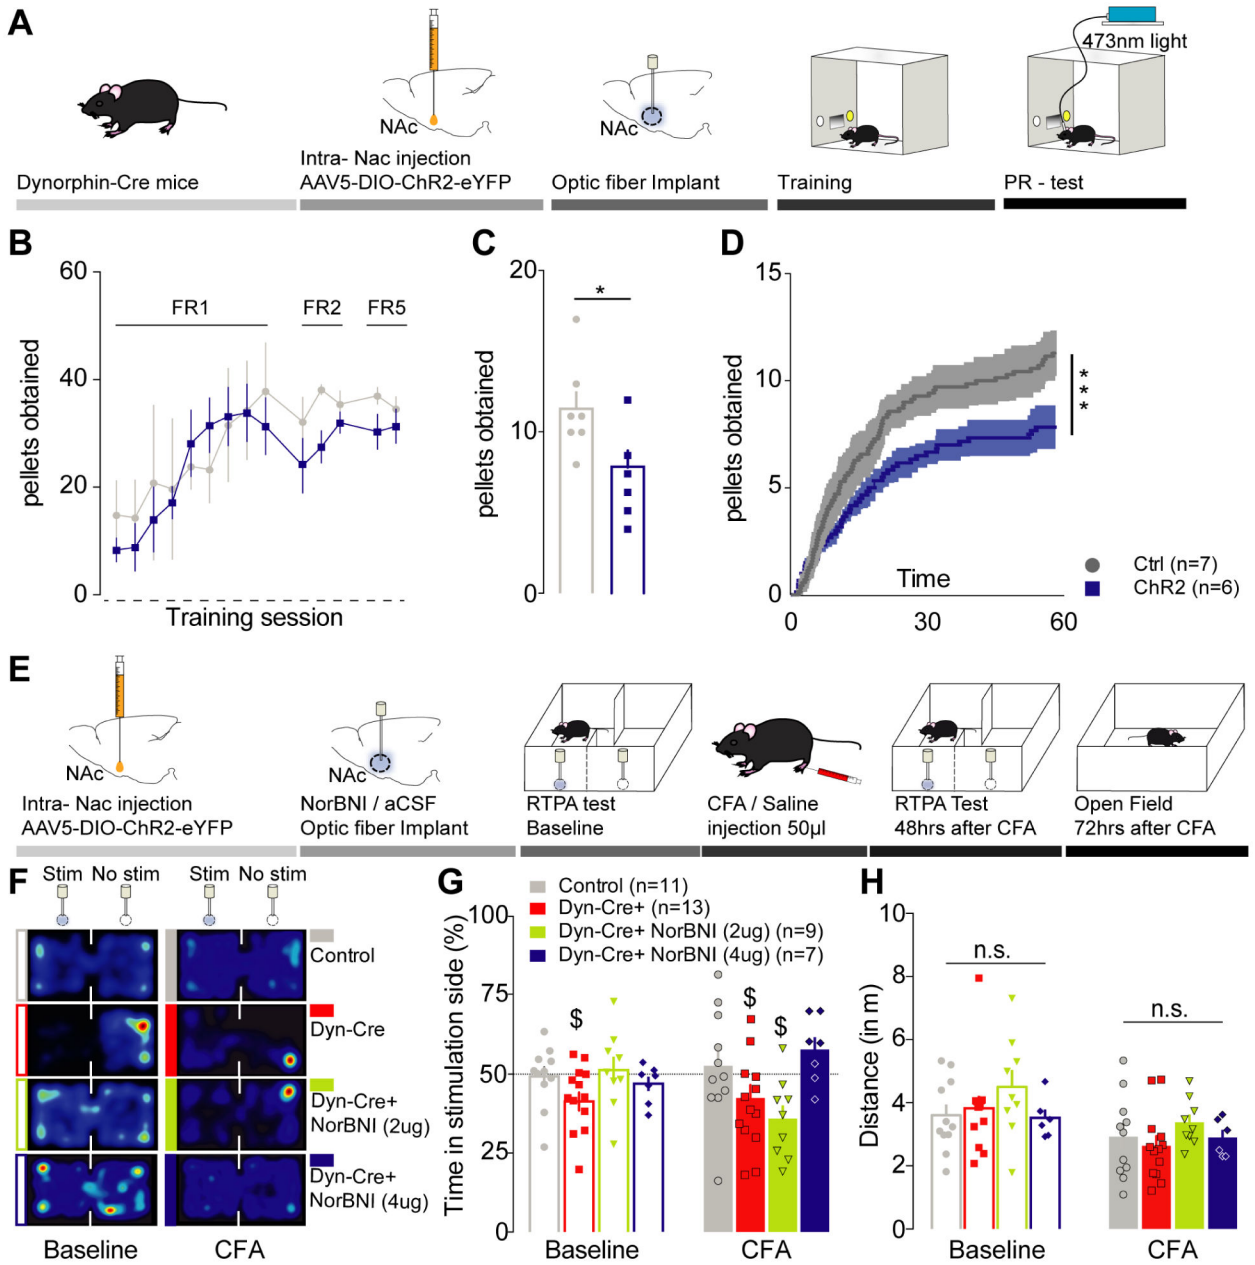 A
473nm light
NAc
NAc
Dynorphin-Cre mice
Intra- Nac injection
AAV5-DIO-ChR2-eYFP
Optic fiber Implant
Training
PR - test
B
60
40
20
0
pellets obtained
FR1
FR2
FR5
Training session
C
20
10
0
pellets obtained
*
D
15
10
5
0
pellets obtained
***
Time
0
30
60
Ctrl (n=7)
ChR2 (n=6)
E
NAc
NAc
Intra- Nac injection
AAV5-DIO-ChR2-eYFP
NorBNI / aCSF
Optic fiber Implant
RTPA test
Baseline
CFA / Saline
injection 50µl
RTPA Test
48hrs after CFA
Open Field
72hrs after CFA
F
Stim No stim
Stim No stim
Control
Dyn-Cre
Dyn-Cre+
NorBNI (2ug)
Dyn-Cre+
NorBNI (4ug)
Baseline
CFA
G
Control (n=11)
Dyn-Cre+ (n=13)
Dyn-Cre+ NorBNI (2ug) (n=9)
Dyn-Cre+ NorBNI (4ug) (n=7)
100
75
50
25
0
Time in stimulation side (%)
$
$
$
Baseline
CFA
H
10
8
6
4
2
0
Distance (in m)
n.s.
n.s.
Baseline
CFA